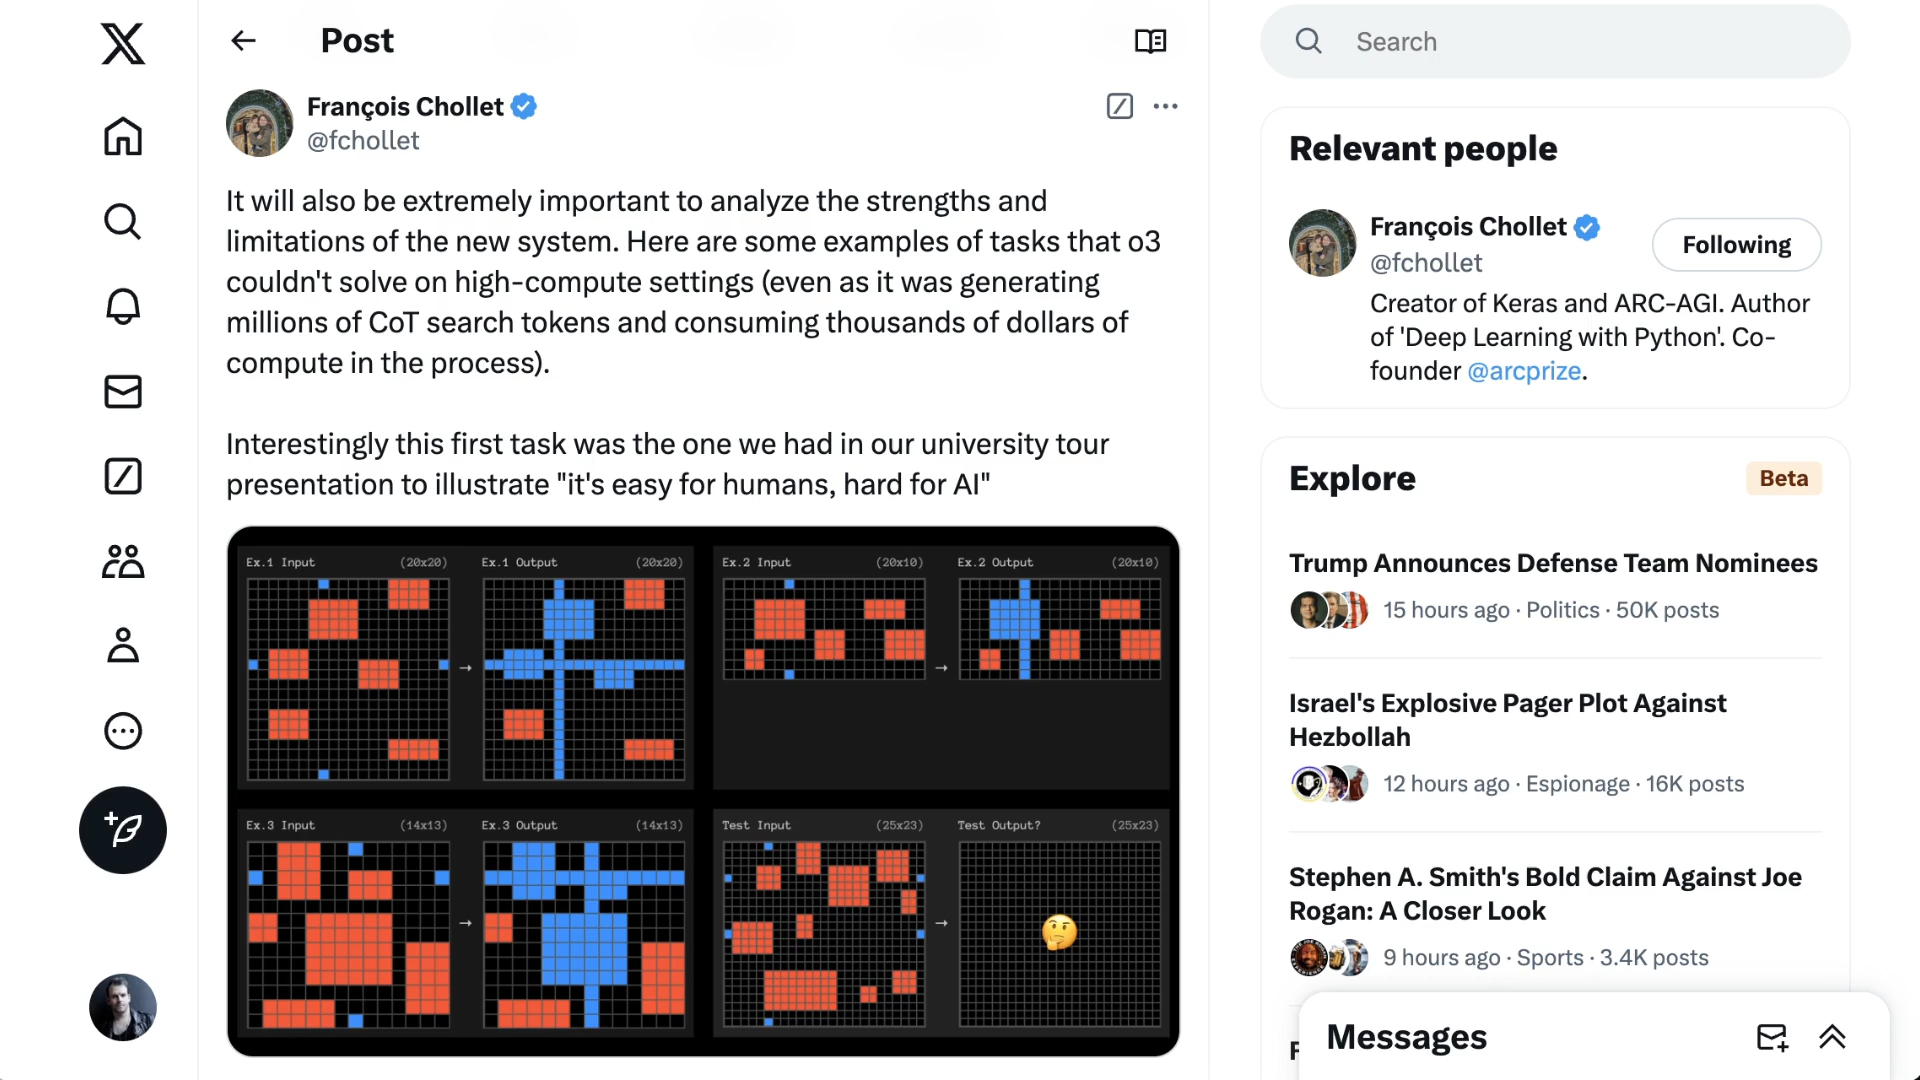 Post
François Chollet
@fchollet
It will also be extremely important to analyze the strengths and
limitations of the new system. Here are some examples of tasks that o3
couldn't solve on high-compute settings (even as it was generating
millions of CoT search tokens and consuming thousands of dollars of
compute in the process).
Interestingly this first task was the one we had in our university tour
presentation to illustrate "it's easy for humans, hard for AI"
Ex.1 Input (20x20) Ex.1 Output (20x20)
Ex.2 Input (20x10) Ex.2 Output (20x10)
Ex.3 Input (14x13) Ex.3 Output (14x13)
Test Input (25x23) Test Output? (25x23)
Search
Relevant people
François Chollet
@fchollet
Following
Creator of Keras and ARC-AGI. Author
of 'Deep Learning with Python'. Co-
founder @arcprize.
Explore
Beta
Trump Announces Defense Team Nominees
15 hours ago · Politics · 50K posts
Israel's Explosive Pager Plot Against
Hezbollah
12 hours ago · Espionage · 16K posts
Stephen A. Smith's Bold Claim Against Joe
Rogan: A Closer Look
9 hours ago · Sports · 3.4K posts
Messages